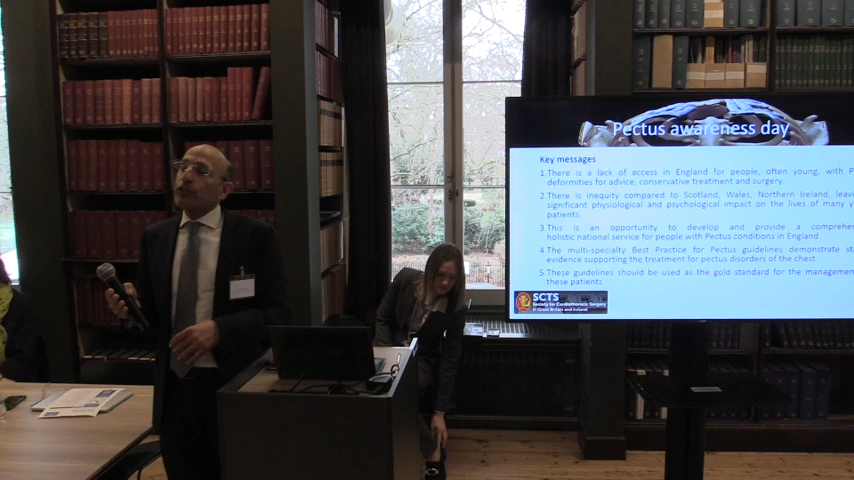 Pectus awareness day
Key messages
1.There is a lack of access in England for people, often young, with P
deformities for advice, conservative treatment and surgery.
2.There is inequity compared to Scotland, Wales, Northern Ireland, leavi
significant physiological and psychological impact on the lives of many y
patients.
3 This is an opportunity to develop and provide a comprehe
holistic national service for people with Pectus conditions in England.
4 The multi-specialty Best Practice for Pectus guidelines demonstrate st
evidence supporting the treatment for pectus disorders of the chest.
5 These guidelines should be used as the gold standard for the managemen
these patients
SCTS
Society for Cardiothoracic Surgery
in Great Britain and Ireland